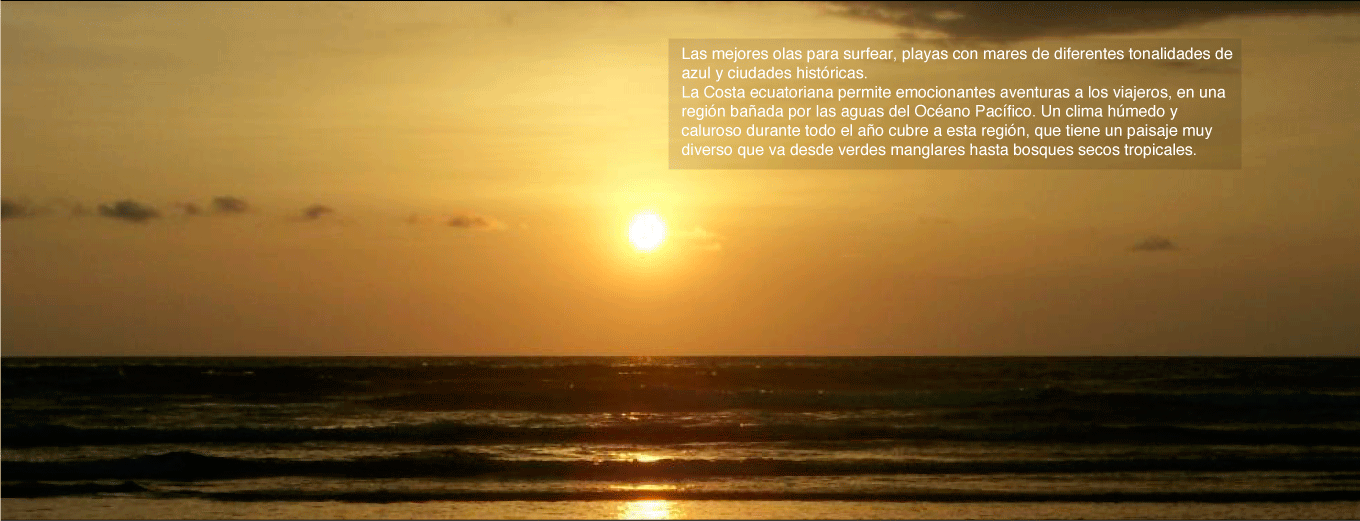 Las mejores olas para surfear, playas con mares de diferentes tonalidades de
azul y ciudades históricas.
La Costa ecuatoriana permite emocionantes aventuras a los viajeros, en una
región bañada por las aguas del Océano Pacífico. Un clima húmedo y
caluroso durante todo el año cubre a esta región, que tiene un paisaje muy
diverso que va desde verdes manglares hasta bosques secos tropicales.